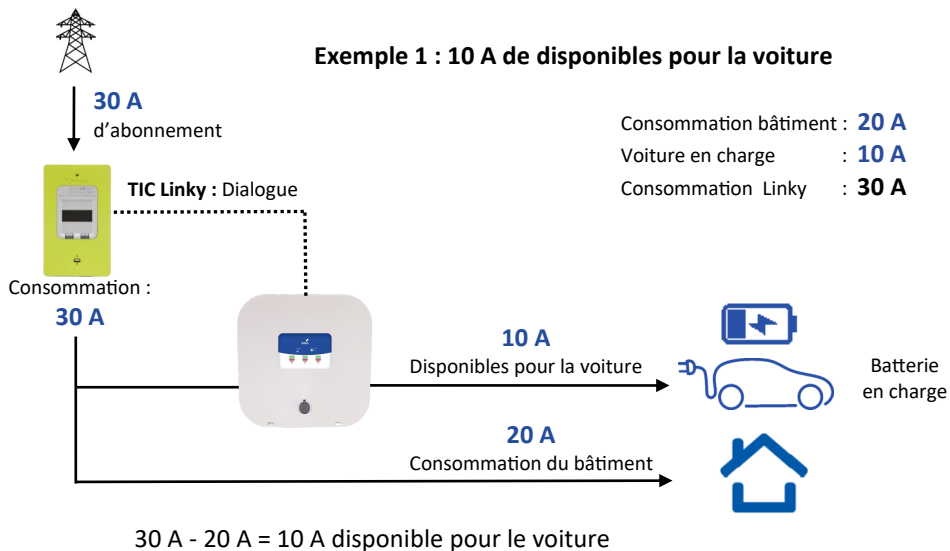 Exemple 1 : 10 A de disponibles pour la voiture
30 A
d'abonnement
Consommation bâtiment : 20 A
Voiture en charge : 10 A
Consommation Linky : 30 A
TIC Linky : Dialogue
Consommation :
30 A
10 A
Disponibles pour la voiture
Batterie
en charge
20 A
Consommation du bâtiment
30 A - 20 A = 10 A disponible pour le voiture